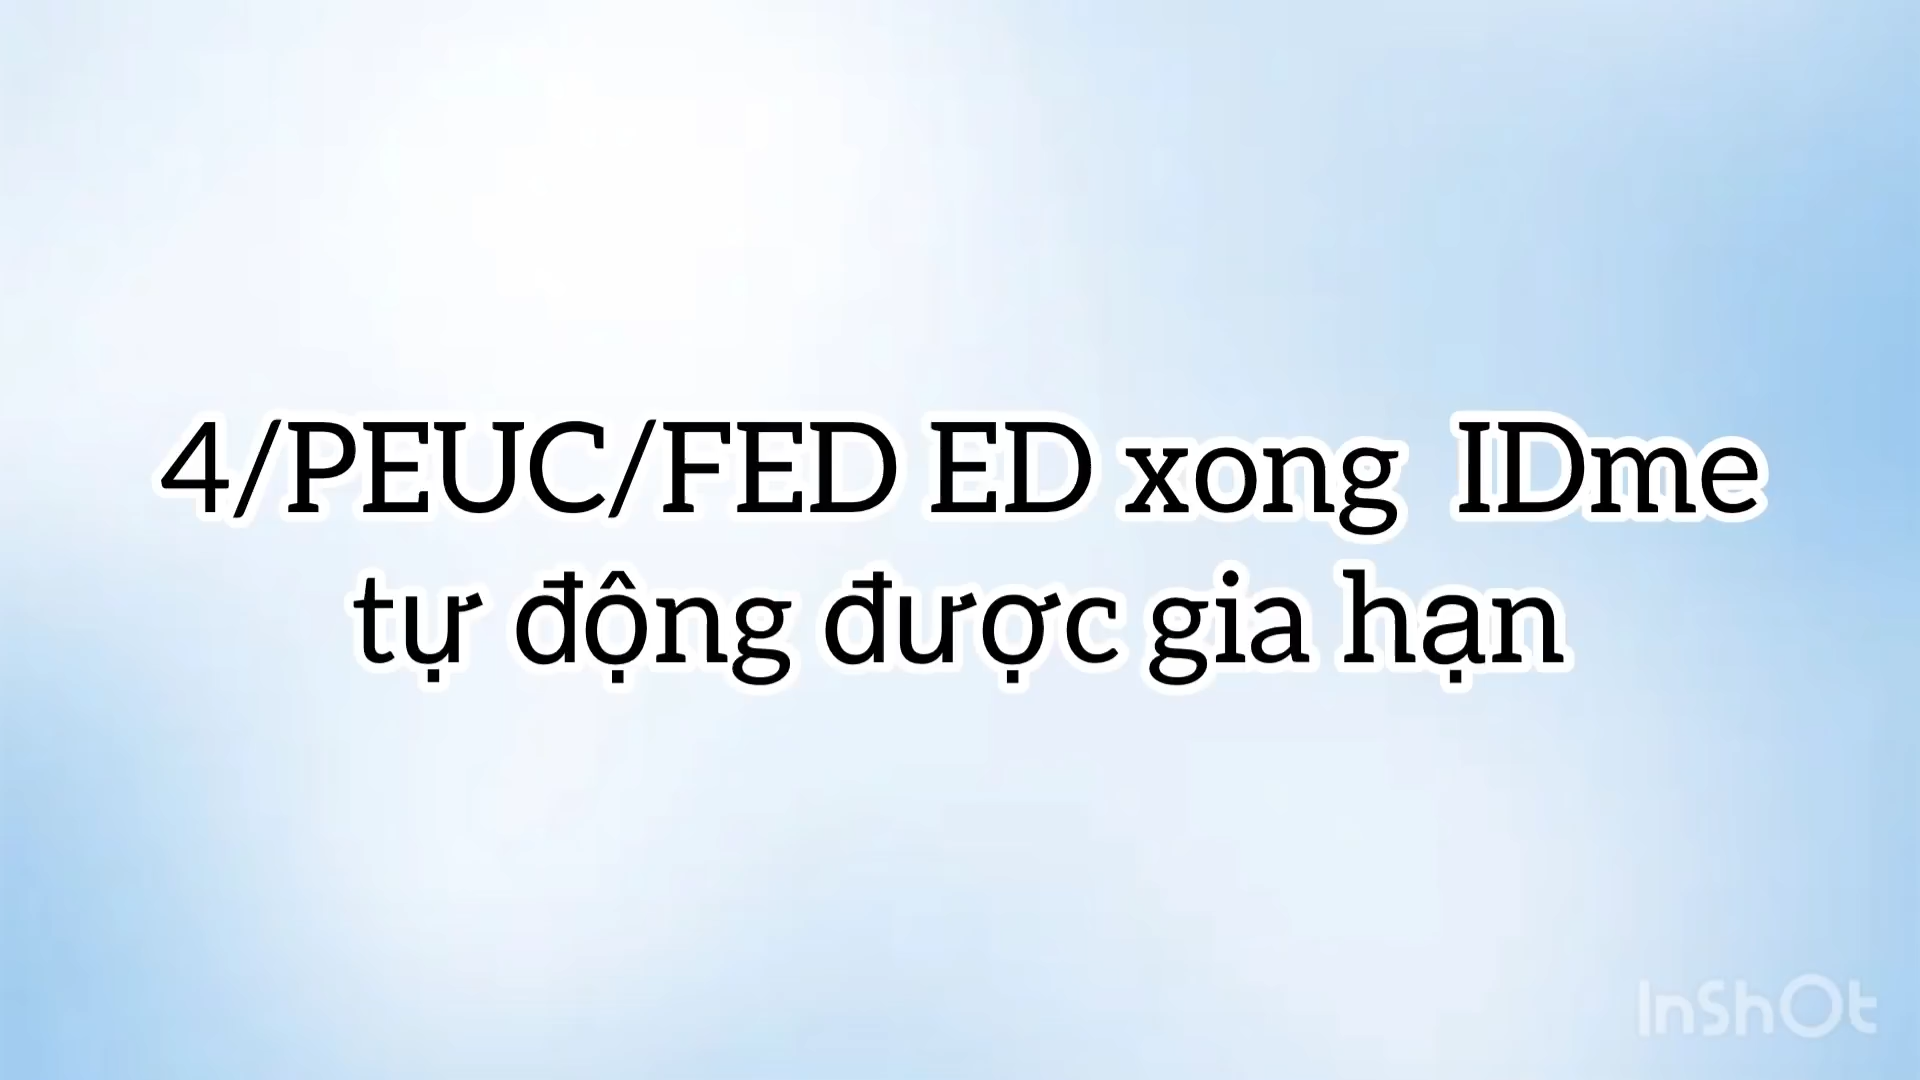 4/PEUC/FED ED xong IDme
tự động được gia hạn
InShOt